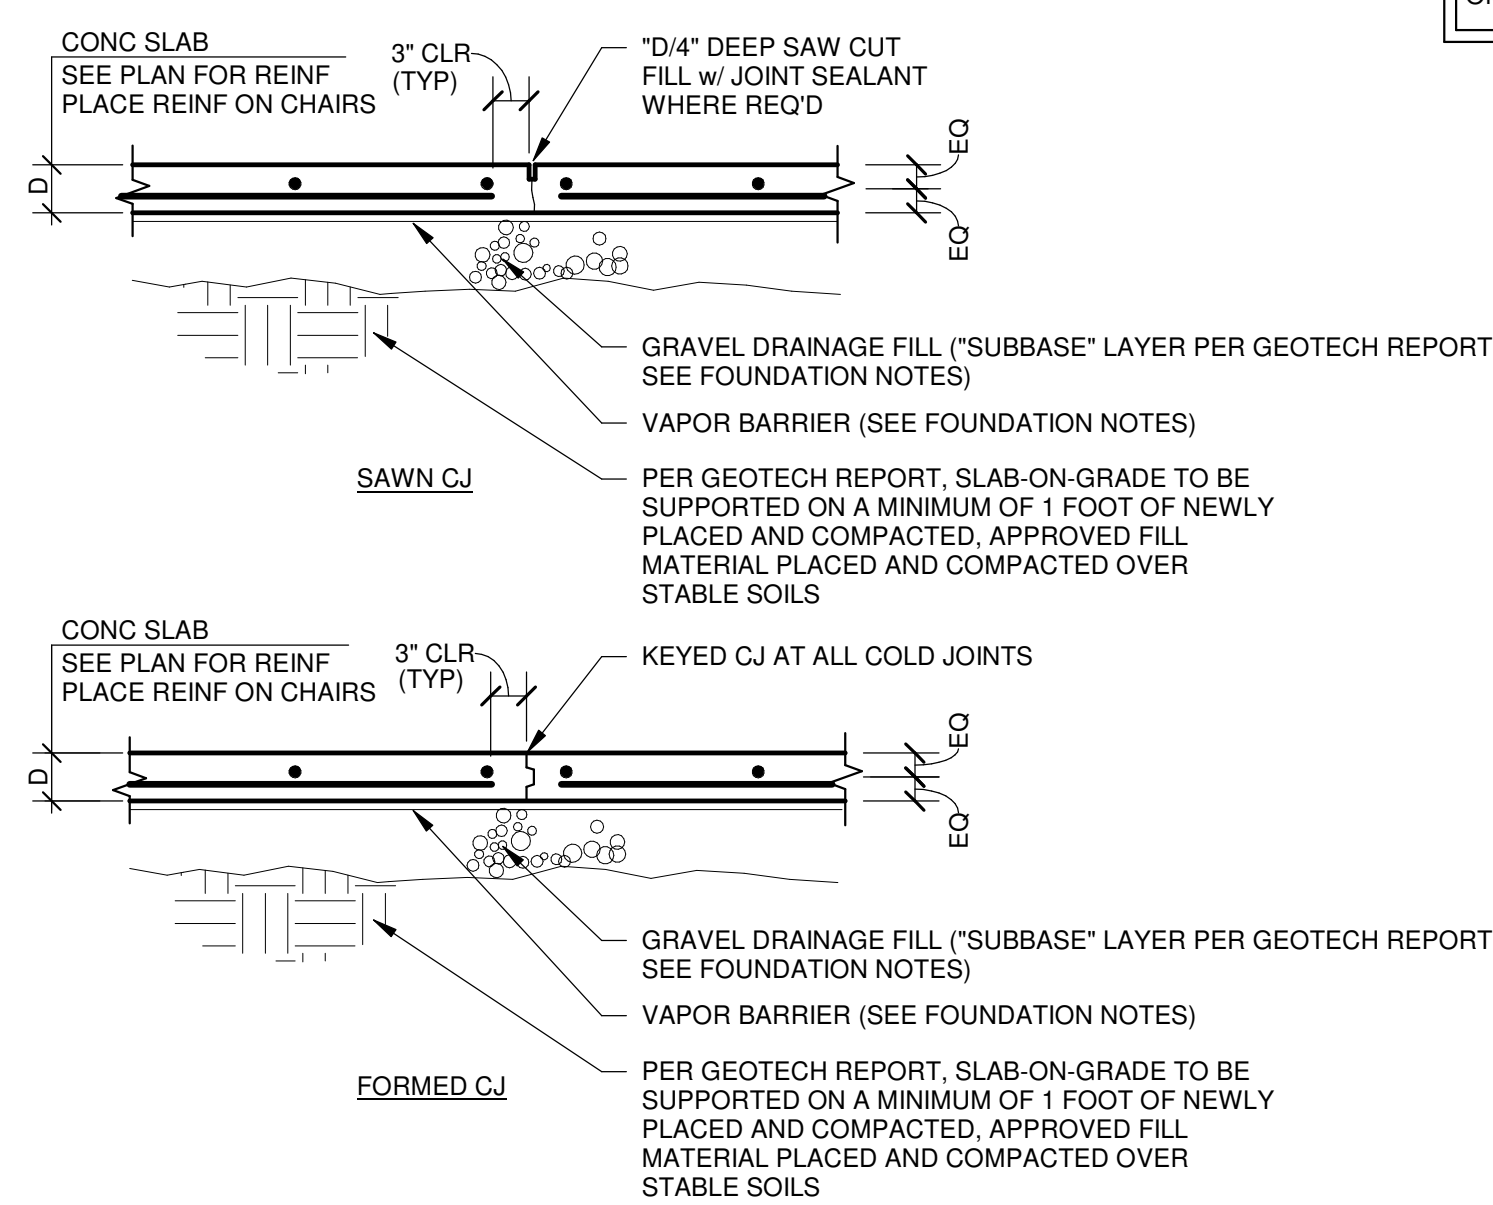 CONC SLAB
SEE PLAN FOR REINF
PLACE REINF ON CHAIRS
3" CLR
(TYP)
"D/4" DEEP SAW CUT
FILL w/ JOINT SEALANT
WHERE REQ'D
D
EQ
EQ
GRAVEL DRAINAGE FILL ("SUBBASE" LAYER PER GEOTECH REPORT
SEE FOUNDATION NOTES)
VAPOR BARRIER (SEE FOUNDATION NOTES)
SAWN CJ
PER GEOTECH REPORT, SLAB-ON-GRADE TO BE
SUPPORTED ON A MINIMUM OF 1 FOOT OF NEWLY
PLACED AND COMPACTED, APPROVED FILL
MATERIAL PLACED AND COMPACTED OVER
STABLE SOILS
CONC SLAB
SEE PLAN FOR REINF
PLACE REINF ON CHAIRS
3" CLR
(TYP)
KEYED CJ AT ALL COLD JOINTS
D
EQ
EQ
GRAVEL DRAINAGE FILL ("SUBBASE" LAYER PER GEOTECH REPORT
SEE FOUNDATION NOTES)
VAPOR BARRIER (SEE FOUNDATION NOTES)
FORMED CJ
PER GEOTECH REPORT, SLAB-ON-GRADE TO BE
SUPPORTED ON A MINIMUM OF 1 FOOT OF NEWLY
PLACED AND COMPACTED, APPROVED FILL
MATERIAL PLACED AND COMPACTED OVER
STABLE SOILS